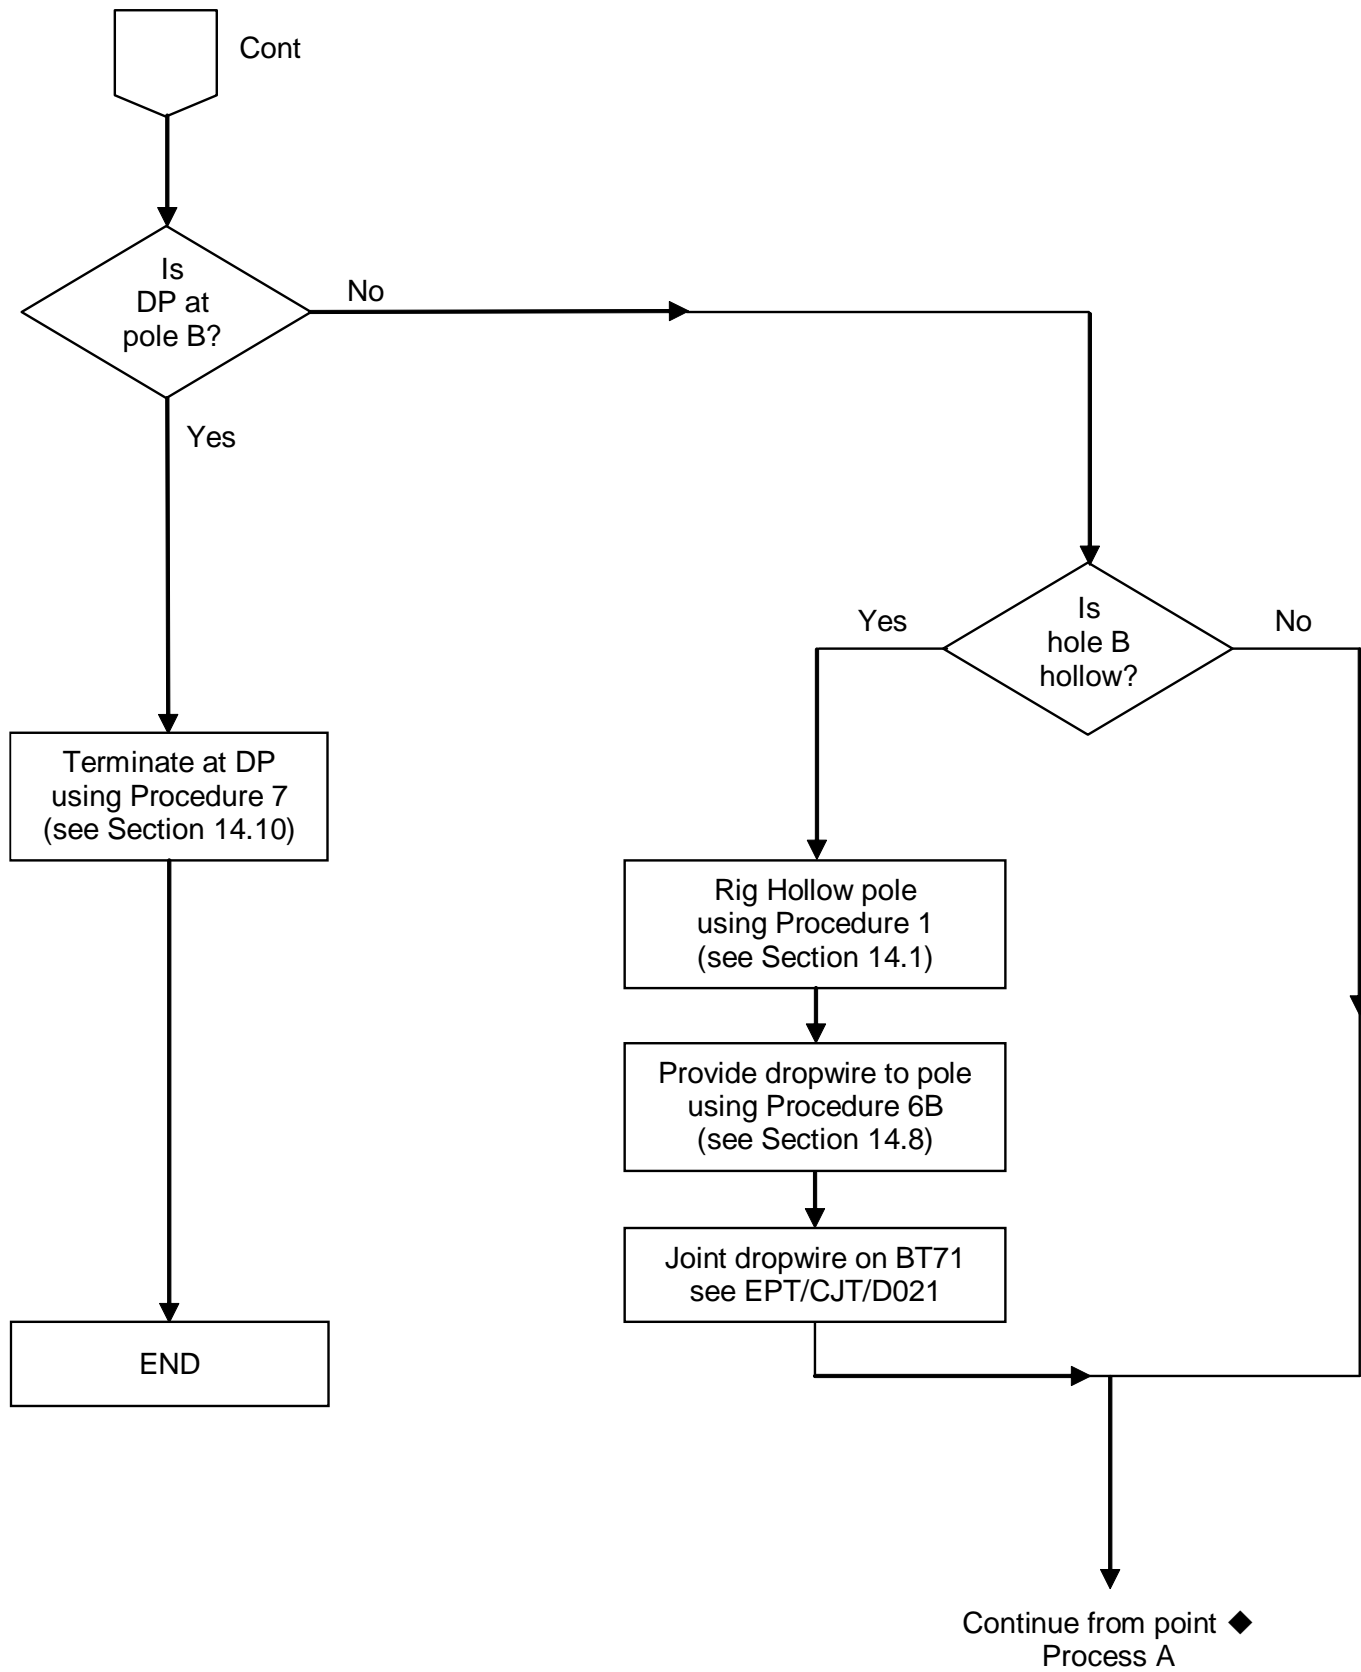 Cont
Is
DP at
pole B?
No
Yes
Is
hole B
hollow?
Yes
No
Terminate at DP
using Procedure 7
(see Section 14.10)
Rig Hollow pole
using Procedure 1
(see Section 14.1)
Provide dropwire to pole
using Procedure 6B
(see Section 14.8)
Joint dropwire on BT71
see EPT/CJT/D021
END
Continue from point ◆
Process A